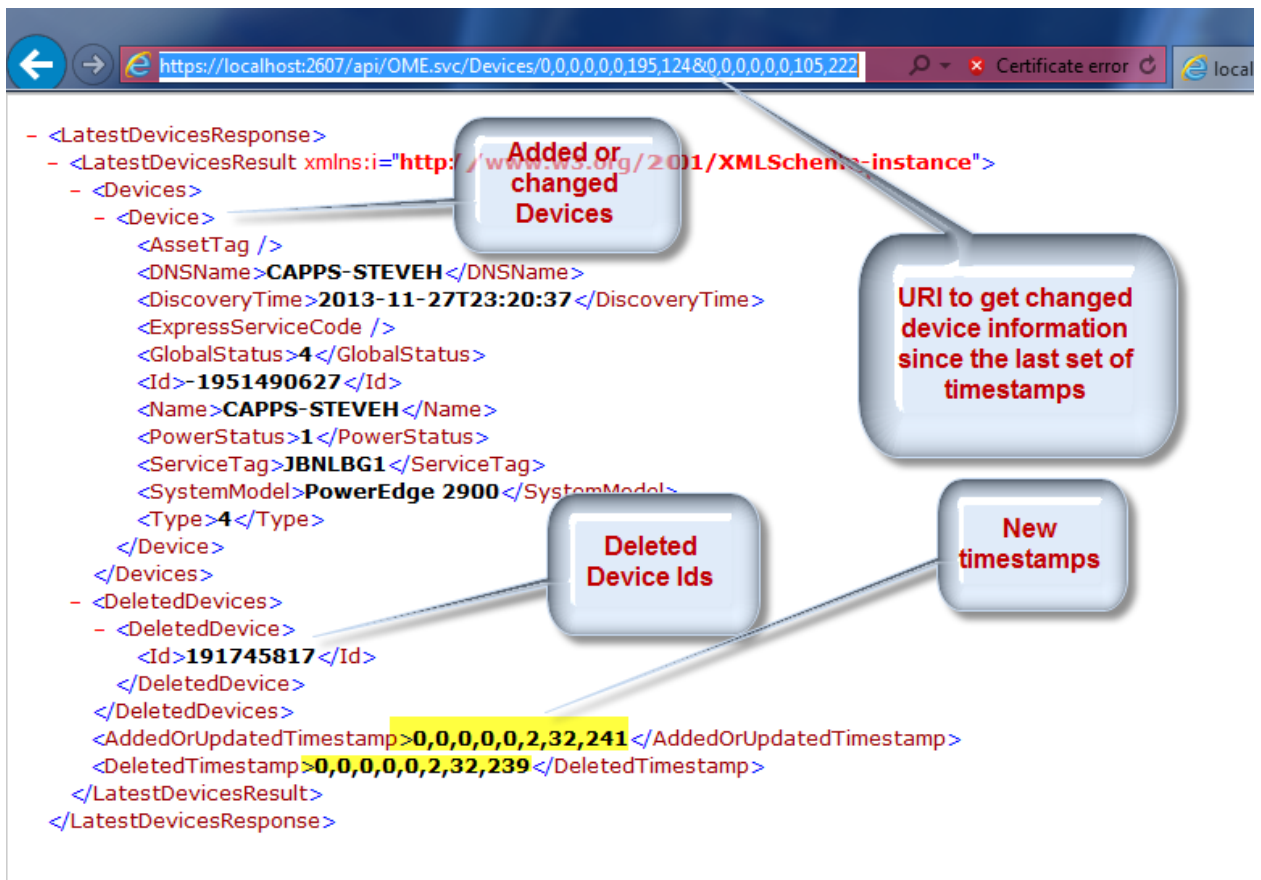 https://localhost:2607/api/OME.svc/Devices/0,0,0,0,0,0,195,124&0,0,0,0,0,0,105,222
Certificate error
local
- <LatestDevicesResponse>
- <LatestDevicesResult xmlns:i="http://www.w3.org/2001/XMLSchema-instance">
- <Devices>
- <Device>
<AssetTag />
<DNSName>CAPPS-STEVEH</DNSName>
<DiscoveryTime>2013-11-27T23:20:37</DiscoveryTime>
<ExpressServiceCode />
<GlobalStatus>4</GlobalStatus>
<Id>-1951490627</Id>
<Name>CAPPS-STEVEH</Name>
<PowerStatus>1</PowerStatus>
<ServiceTag>JBNLBG1</ServiceTag>
<SystemModel>PowerEdge 2900</SystemModel>
<Type>4</Type>
</Device>
</Devices>
- <DeletedDevices>
- <DeletedDevice>
<Id>191745817</Id>
</DeletedDevice>
</DeletedDevices>
<AddedOrUpdatedTimestamp>0,0,0,0,0,2,32,241</AddedOrUpdatedTimestamp>
<DeletedTimestamp>0,0,0,0,0,2,32,239</DeletedTimestamp>
</LatestDevicesResult>
</LatestDevicesResponse>
Added or
changed
Devices
URI to get changed
device information
since the last set of
timestamps
Deleted
Device Ids
New
timestamps